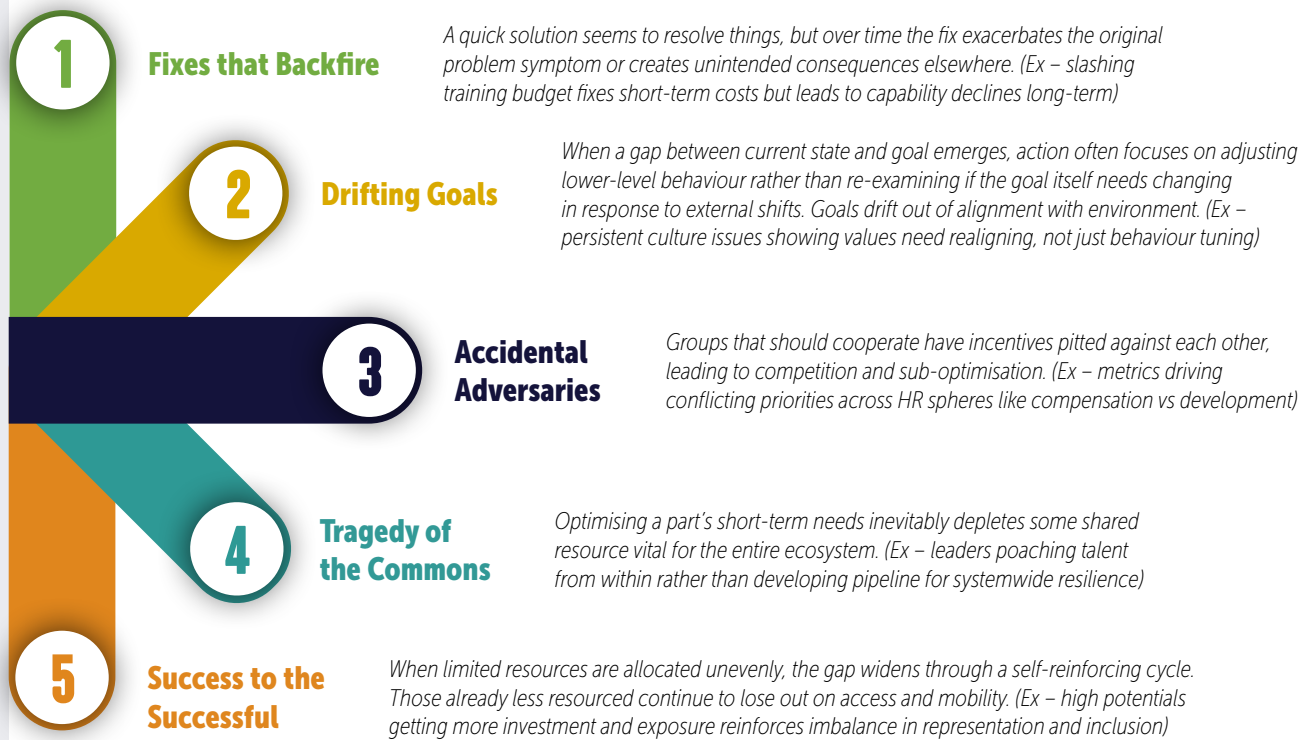 1
Fixes that Backfire
A quick solution seems to resolve things, but over time the fix exacerbates the original
problem symptom or creates unintended consequences elsewhere. (Ex – slashing
training budget fixes short-term costs but leads to capability declines long-term)
2
Drifting Goals
When a gap between current state and goal emerges, action often focuses on adjusting
lower-level behaviour rather than re-examining if the goal itself needs changing
in response to external shifts. Goals drift out of alignment with environment. (Ex –
persistent culture issues showing values need realigning, not just behaviour tuning)
3
Accidental
Adversaries
Groups that should cooperate have incentives pitted against each other,
leading to competition and sub-optimisation. (Ex – metrics driving
conflicting priorities across HR spheres like compensation vs development)
4
Tragedy of
the Commons
Optimising a part's short-term needs inevitably depletes some shared
resource vital for the entire ecosystem. (Ex – leaders poaching talent
from within rather than developing pipeline for systemwide resilience)
5
Success to the
Successful
When limited resources are allocated unevenly, the gap widens through a self-reinforcing cycle.
Those already less resourced continue to lose out on access and mobility. (Ex – high potentials
getting more investment and exposure reinforces imbalance in representation and inclusion)